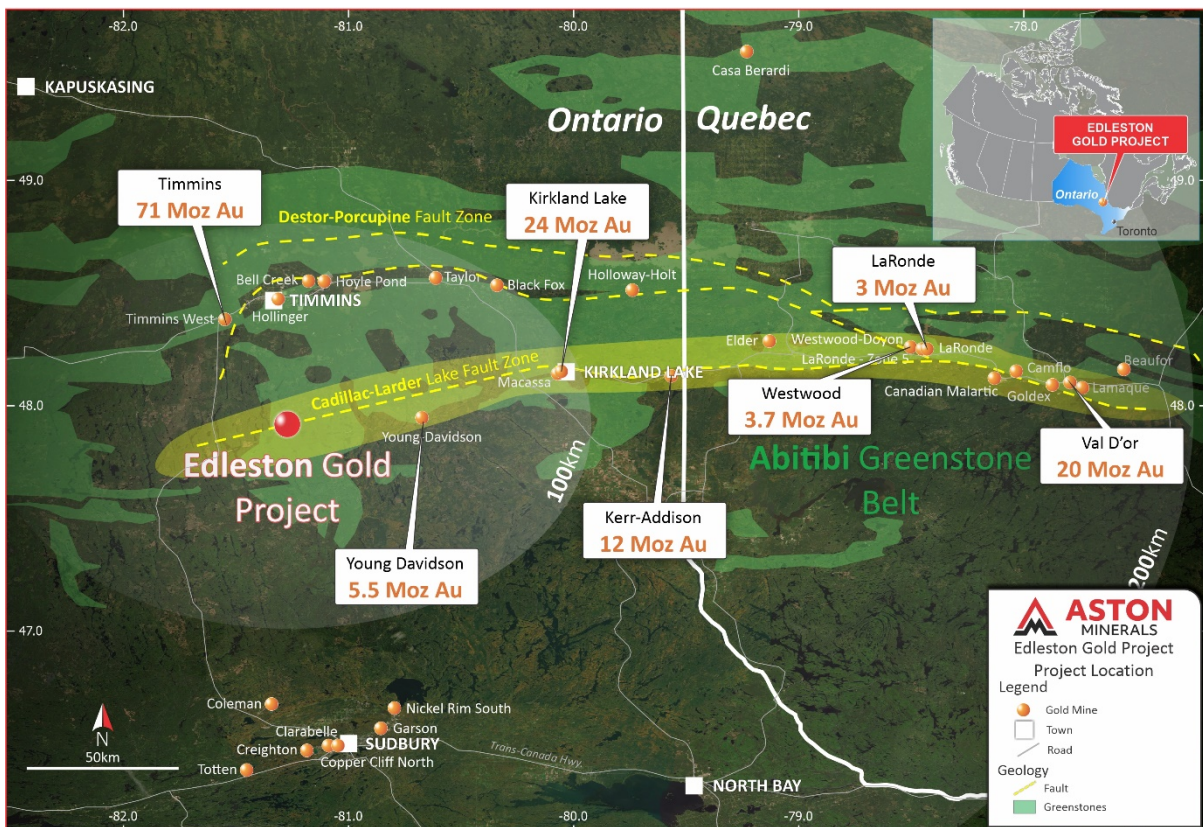 -82.0
-81.0
-80.0
-79.0
-78.0
KAPUSKASING
Casa Berardi
Ontario
Quebec
EDLESTON
GOLD PROJECT
Ontario
Toronto
49.0
49.0
Timmins
71 Moz Au
Destor-Porcupine Fault Zone
Kirkland Lake
24 Moz Au
LaRonde
3 Moz Au
Bell Creek
Hoyle Pond
Taylor
Black Fox
Holloway-Holt
TIMMINS
Hollinger
Timmins West
Elder
Westwood-Doyon
LaRonde
LaRonde - Zone 5
Cadillac-Larder Lake Fault Zone
Macassa
KIRKLAND LAKE
Camflo
Beaufor
Canadian Malartic
Goldex
Lamaque
48.0
48.0
Westwood
3.7 Moz Au
Young Davidson
Edleston Gold
Project
100km
Abitibi Greenstone
Belt
Val D'or
20 Moz Au
Kerr-Addison
12 Moz Au
Young Davidson
5.5 Moz Au
200km
47.0
ASTON
MINERALS
Edleston Gold Project
Project Location
Legend
Gold Mine
Town
Road
Geology
Fault
Greenstones
Coleman
Nickel Rim South
Clarabelle
Garson
Creighton
SUDBURY
Copper Cliff North
Totten
Trans-Canada Hwy.
NORTH BAY
N
50km
-82.0
-81.0
-80.0
-79.0